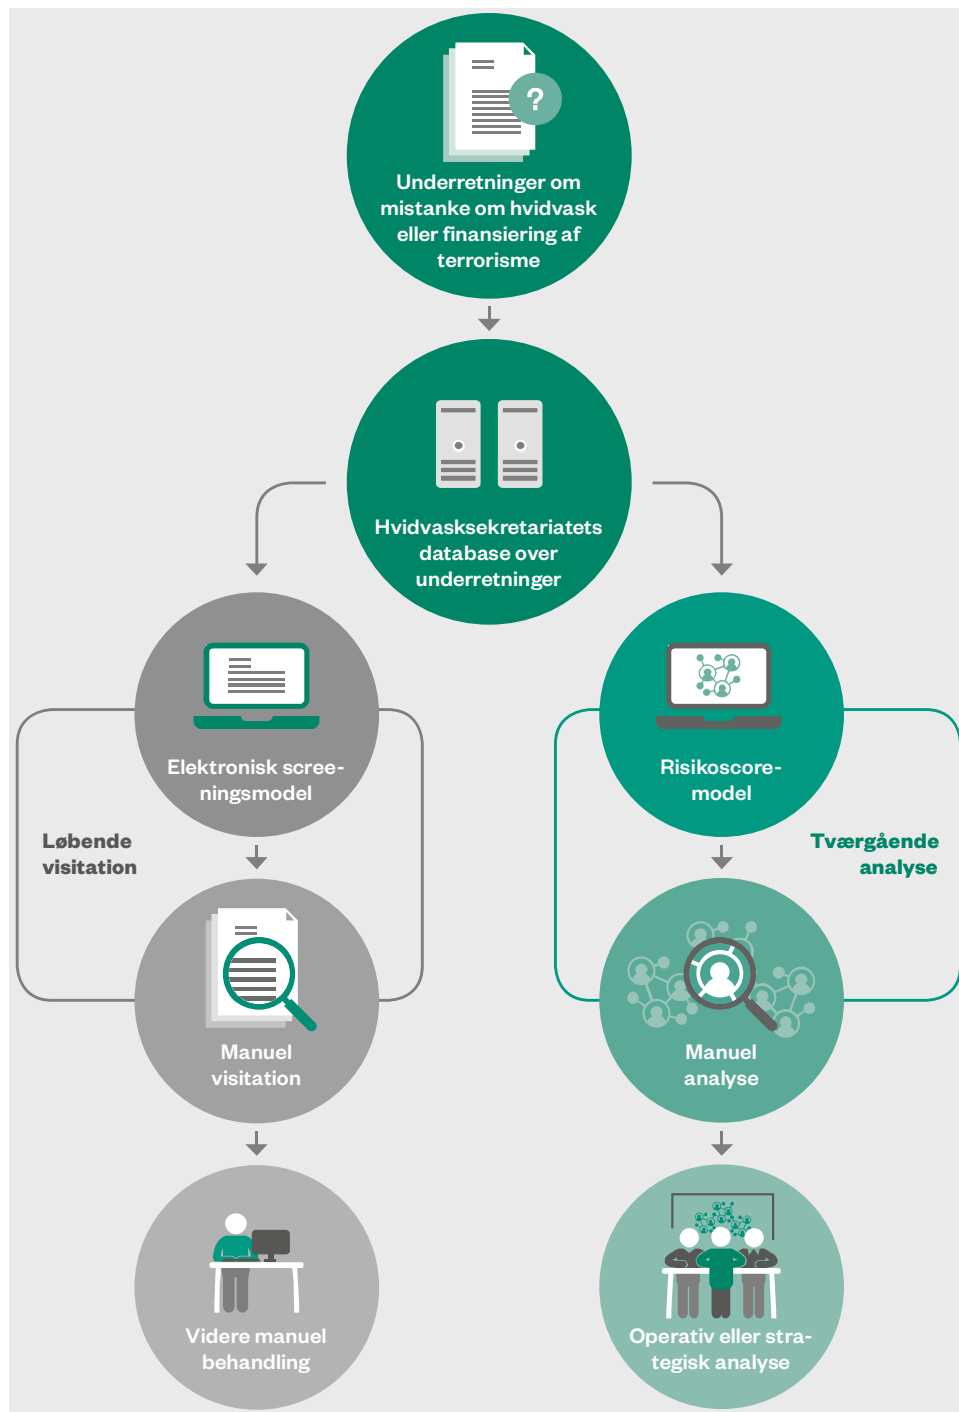 ?
Underretninger om
mistanke om hvidvask
eller finansiering af
terrorisme
Hvidvasksekretariatets
database over
underretninger
Elektronisk scree-
ningsmodel
Løbende
visitation
Manuel
visitation
Videre manuel
behandling
Risikoscore-
model
Tværgående
analyse
Manuel
analyse
Operativ eller stra-
tegisk analyse